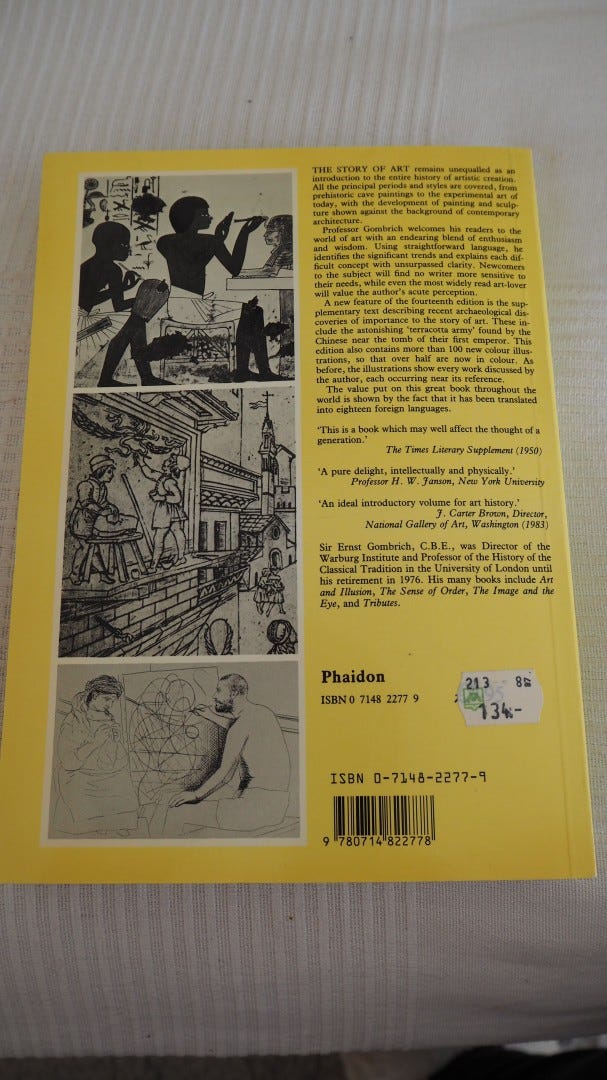 THE STORY OF ART remains unequalled as an
introduction to the entire history of artistic creation.
All the principal periods and styles are covered, from
prehistoric cave paintings to the experimental art of
today, with the development of painting and sculp-
ture shown against the background of contemporary
architecture.
Professor Gombrich welcomes his readers to the
world of art with an endearing blend of enthusiasm
and wisdom. Using straightforward language, he
identifies the significant trends and explains each dif-
ficult concept with unsurpassed clarity. Newcomers
to the subject will find no writer more sensitive to
their needs, while even the most widely read art-lover
will value the author's acute perception.
A new feature of the fourteenth edition is the sup-
plementary text describing recent archaeological dis-
coveries of importance to the story of art. These in-
clude the astonishing 'terracotta army' found by the
Chinese near the tomb of their first emperor. This
edition also contains more than 100 new colour illus-
trations, so that over half are now in colour. As
before, the illustrations show every work discussed by
the author, each occurring near its reference.
The value put on this great book throughout the
world is shown by the fact that it has been translated
into eighteen foreign languages.
'This is a book which may well affect the thought of a
generation.'
The Times Literary Supplement (1950)
'A pure delight, intellectually and physically.'
Professor H. W. Janson, New York University
'An ideal introductory volume for art history.'
J. Carter Brown, Director,
National Gallery of Art, Washington (1983)
Sir Ernst Gombrich, C.B.E., was Director of the
Warburg Institute and Professor of the History of the
Classical Tradition in the University of London until
his retirement in 1976. His many books include Art
and Illusion, The Sense of Order, The Image and the
Eye, and Tributes.
Phaidon
ISBN 0 7148 2277 9
213 8
134:-
ISBN 0-7148-2277-9
9 780714 822778